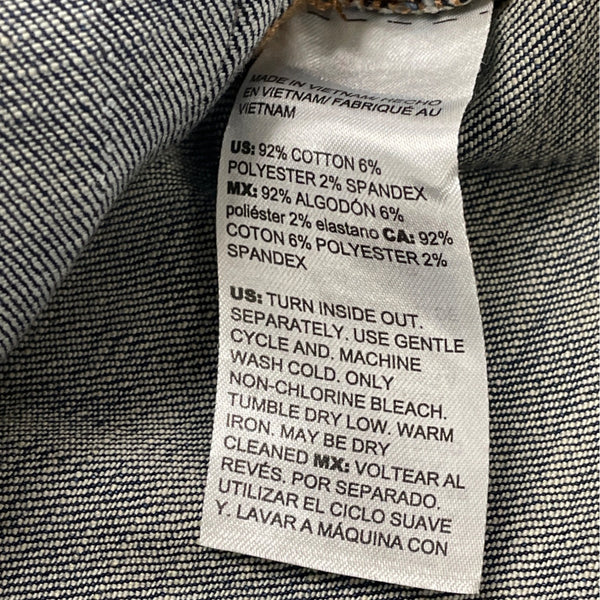 MADE IN VIETNAM/ HECHO
EN VIETNAM/ FABRIQUÉ AU
VIETNAM
US: 92% COTTON 6%
POLYESTER 2% SPANDEX
MX: 92% ALGODÓN 6%
poliéster 2% elastano CA: 92%
COTON 6% POLYESTER 2%
SPANDEX
US: TURN INSIDE OUT.
SEPARATELY. USE GENTLE
CYCLE AND. MACHINE
WASH COLD. ONLY
NON-CHLORINE BLEACH.
TUMBLE DRY LOW. WARM
IRON. MAY BE DRY
CLEANED MX: VOLTEAR AL
REVÉS. POR SEPARADO.
UTILIZAR EL CICLO SUAVE
Y. LAVAR A MÁQUINA CON